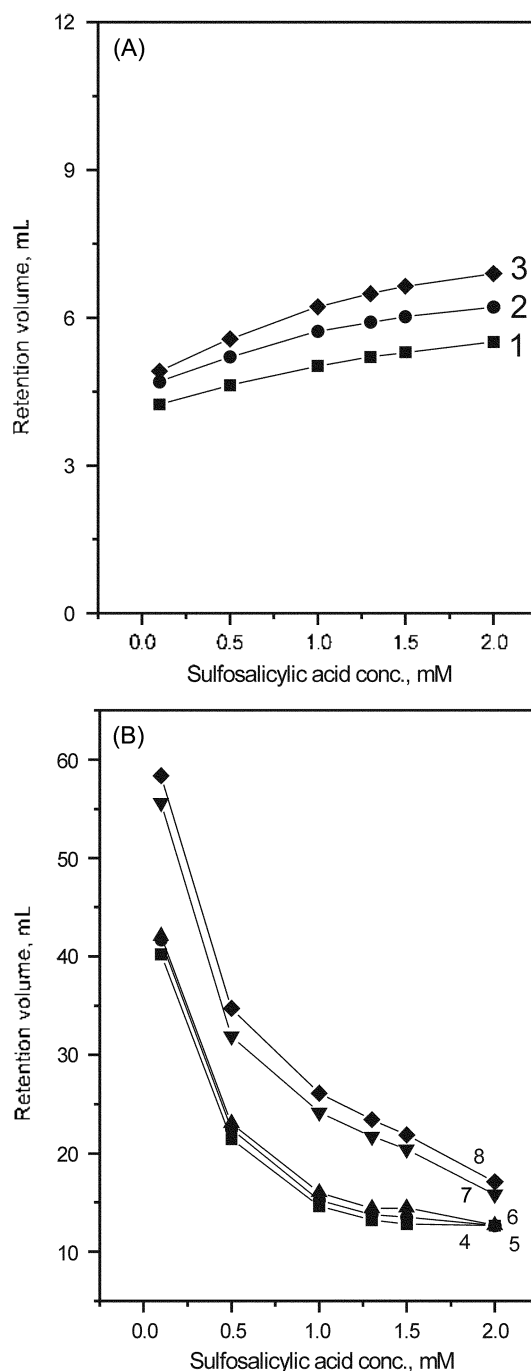 (A)
12
9
6
3
0
Retention volume, mL
3
2
1
0.0 0.5 1.0 1.5 2.0
Sulfosalicylic acid conc., mM
(B)
60
50
40
30
20
10
Retention volume, mL
8
7
6
4 5
0.0 0.5 1.0 1.5 2.0
Sulfosalicylic acid conc., mM